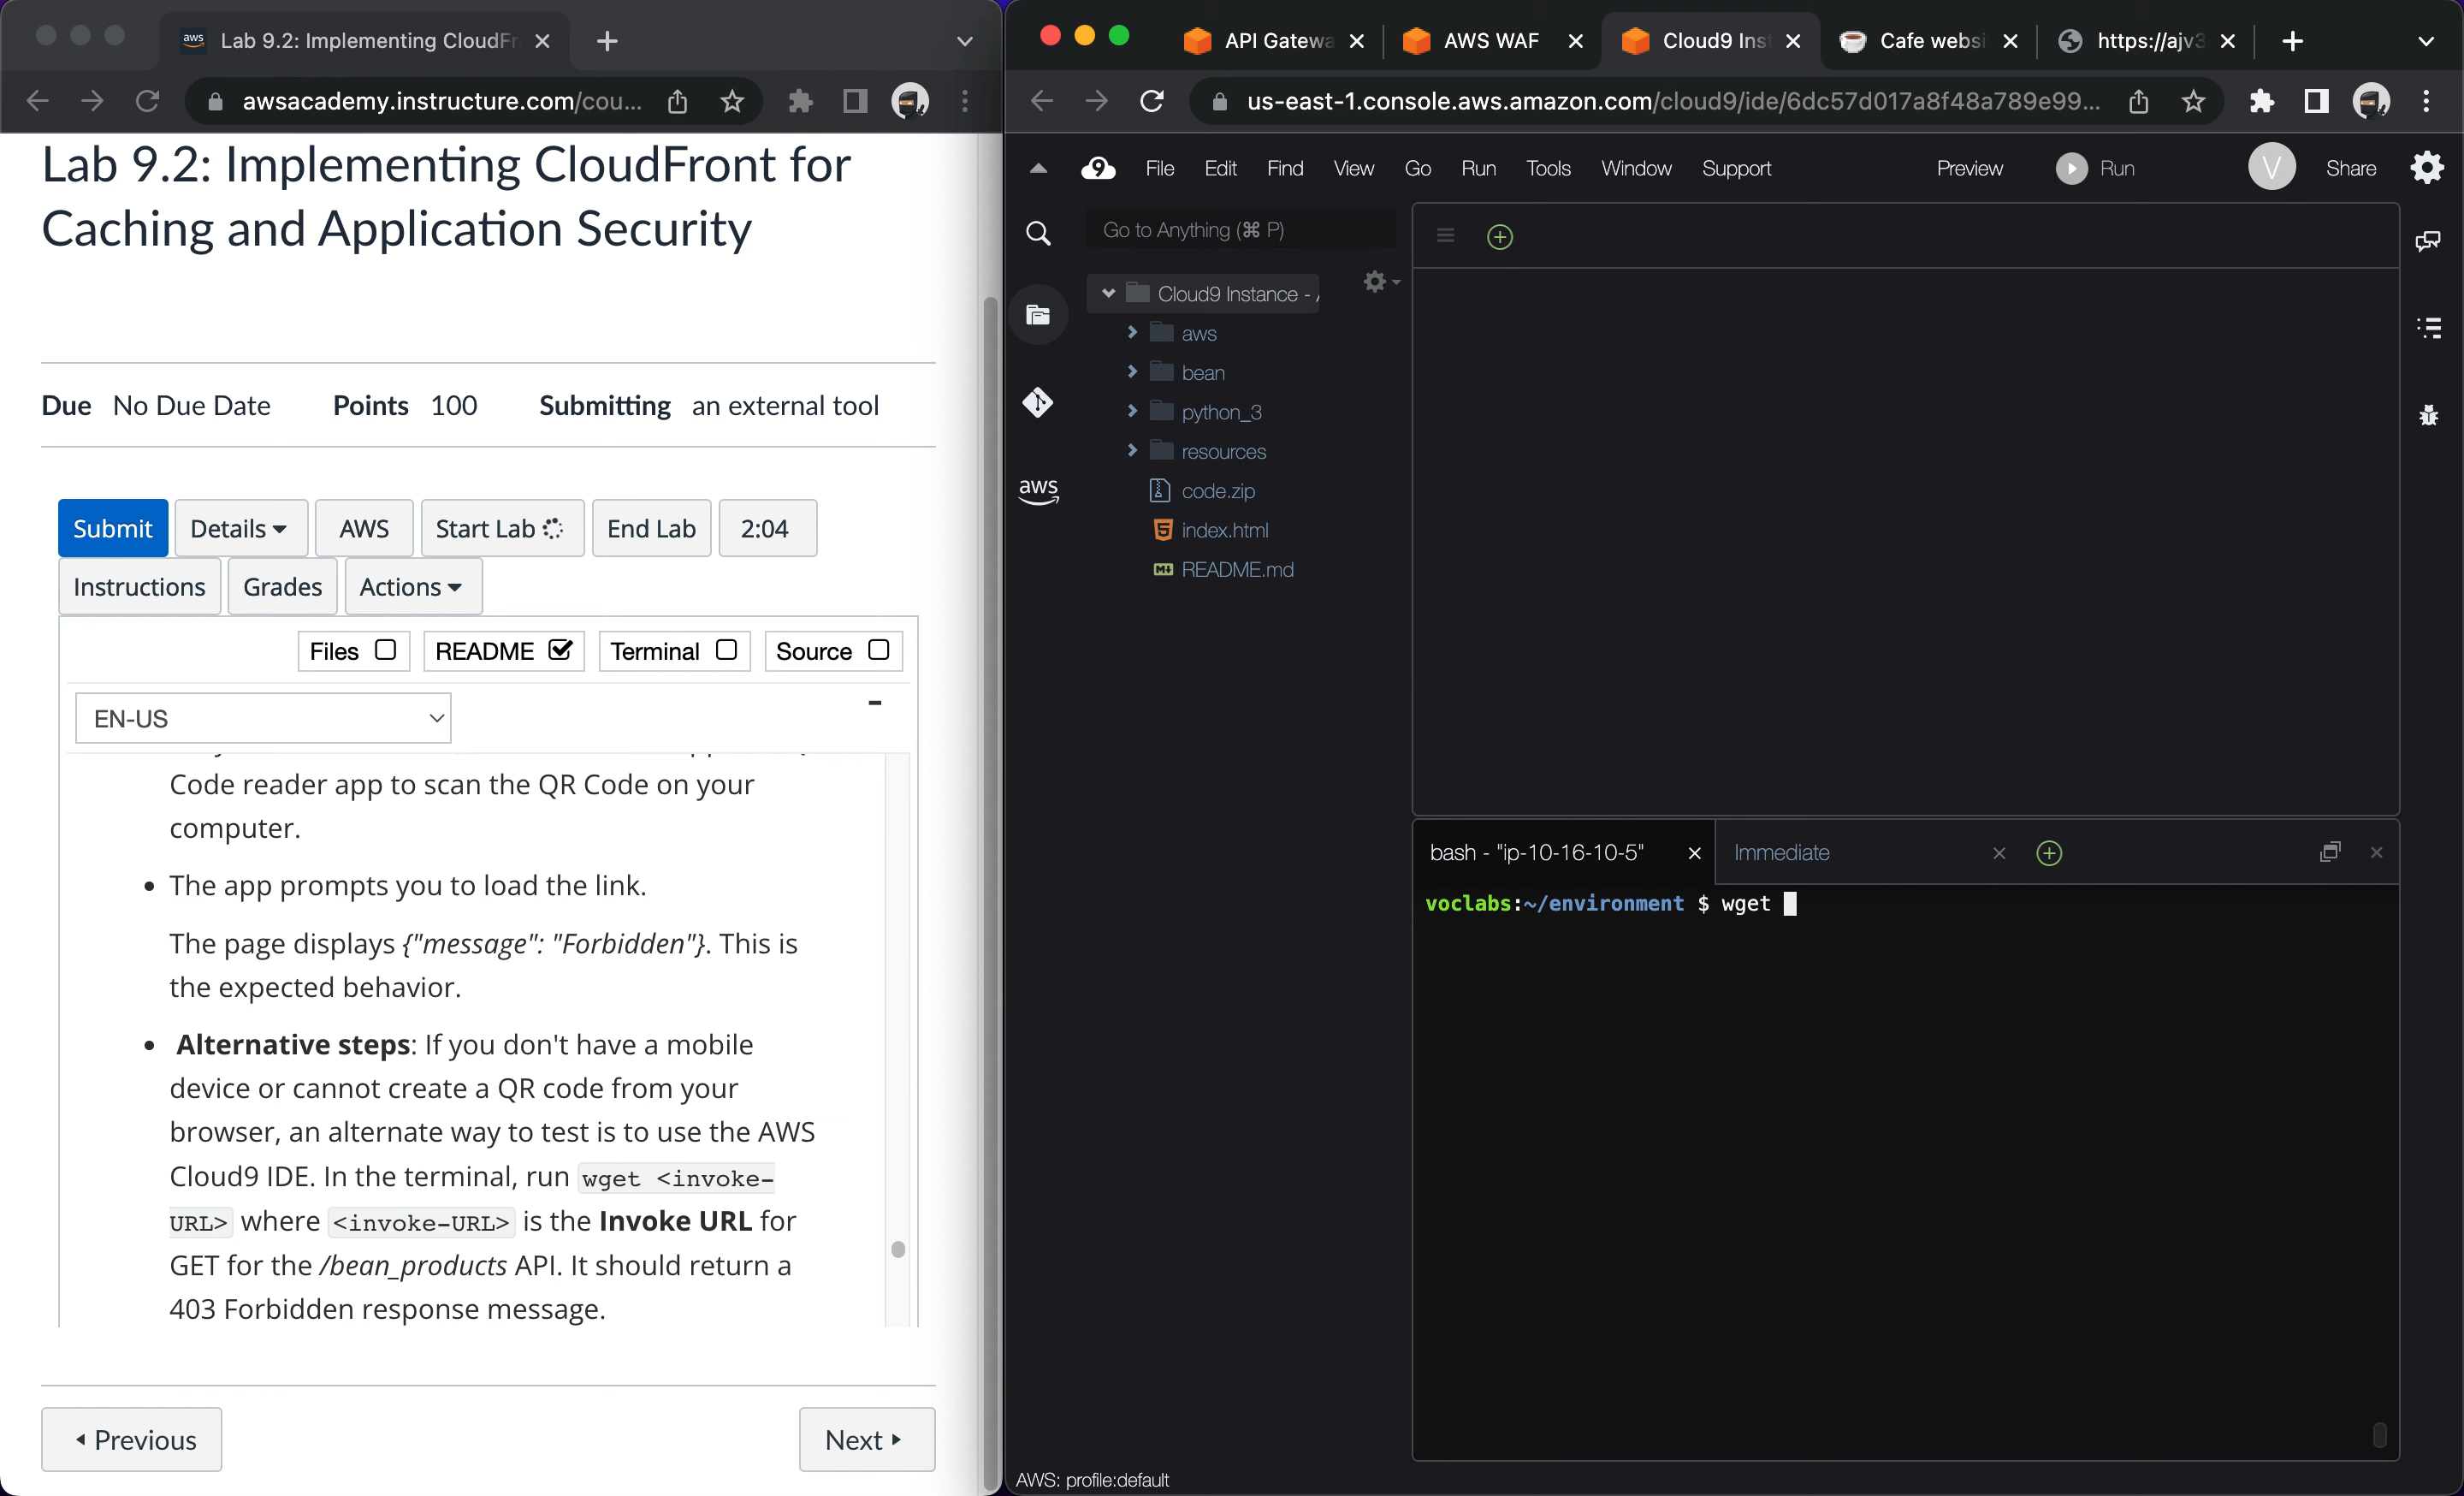 aws Lab 9.2: Implementing CloudFr
awsacademy.instructure.com/cou...
Lab 9.2: Implementing CloudFront for
Caching and Application Security
Due No Due Date Points 100 Submitting an external tool
Submit Details AWS Start Lab End Lab 2:04
Instructions Grades Actions
Files README Terminal Source
EN-US
Code reader app to scan the QR Code on your
computer.
• The app prompts you to load the link.
The page displays {"message": "Forbidden"}. This is
the expected behavior.
• Alternative steps: If you don't have a mobile
device or cannot create a QR code from your
browser, an alternate way to test is to use the AWS
Cloud9 IDE. In the terminal, run wget <invoke-
URL> where <invoke-URL> is the Invoke URL for
GET for the /bean_products API. It should return a
403 Forbidden response message.
Previous Next
API Gatewa AWS WAF Cloud9 Inst Cafe websi https://ajv3
us-east-1.console.aws.amazon.com/cloud9/ide/6dc57d017a8f48a789e99...
9 File Edit Find View Go Run Tools Window Support Preview Run V Share
Go to Anything (⌘ P)
Cloud9 Instance - /
aws
bean
python_3
resources
code.zip
index.html
README.md
aws
bash - "ip-10-16-10-5" Immediate
voclabs:~/environment $ wget
AWS: profile:default